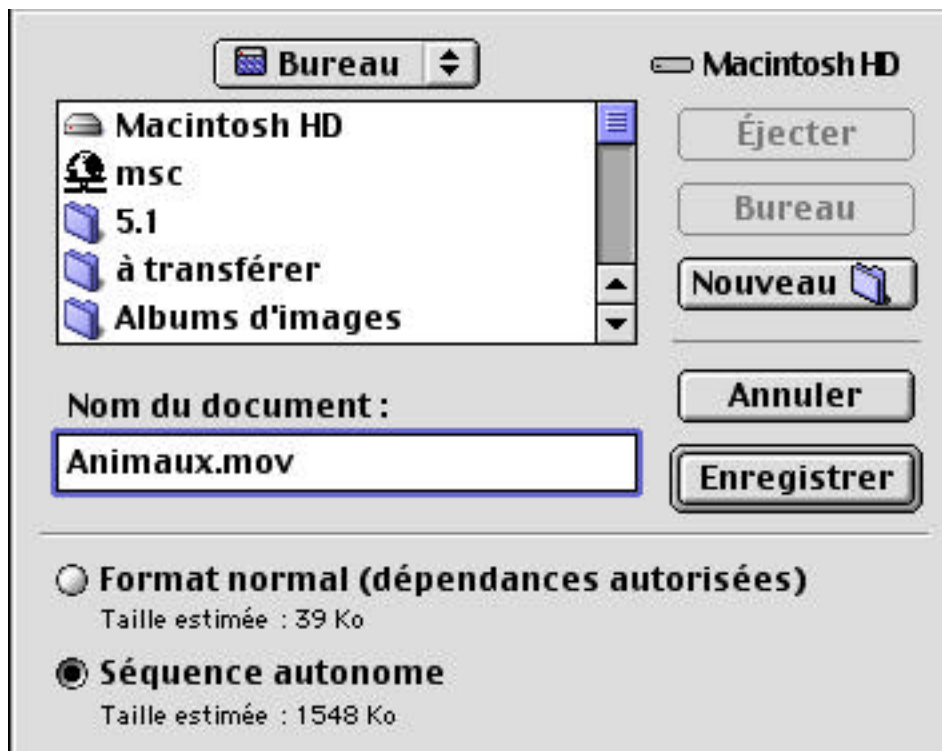 Bureau
Macintosh HD
Macintosh HD
msc
5.1
à transférer
Albums d'images
Éjecter
Bureau
Nouveau
Nom du document :
Animaux.mov
Annuler
Enregistrer
Format normal (dépendances autorisées)
Taille estimée : 39 Ko
Séquence autonome
Taille estimée : 1548 Ko